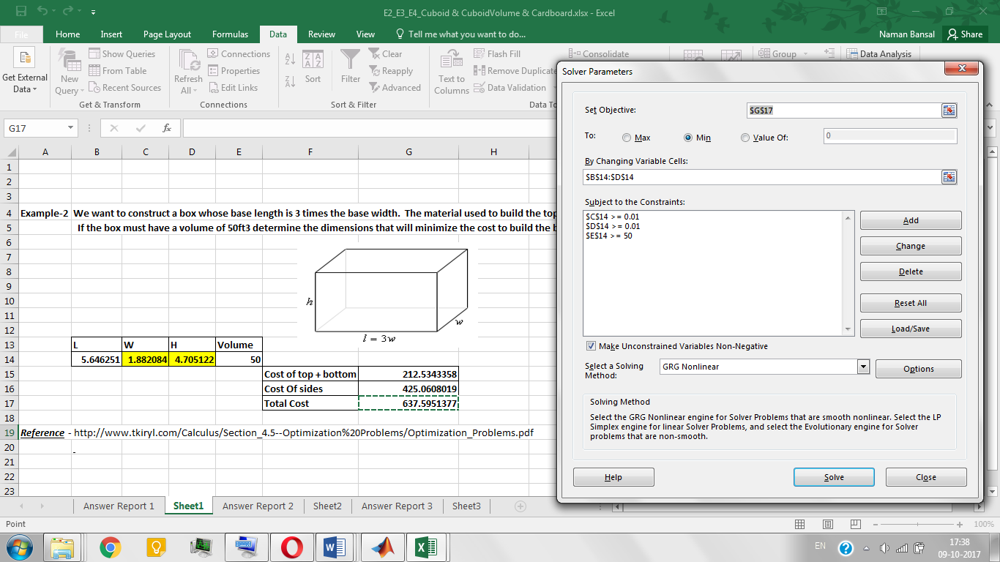 E2_E3_E4_Cuboid & CuboidVolume & Cardboard.xlsx - Excel
File Home Insert Page Layout Formulas Data Review View Tell me what you want to do... Naman Bansal Share
Get External Data
New Query
Show Queries
From Table
Recent Sources
Get & Transform
Refresh All
Connections
Properties
Edit Links
Connections
Sort
Filter
Clear
Reapply
Advanced
Sort & Filter
Text to Columns
Flash Fill
Remove Duplicate
Data Validation
Consolidate
Data To
Group
Data Analysis
G17
fx
A B C D E F G H
1
2
3
4 Example-2 We want to construct a box whose base length is 3 times the base width. The material used to build the top
5 If the box must have a volume of 50ft3 determine the dimensions that will minimize the cost to build the b
6
7
8
9
10
11
12
h
w
l = 3w
13 L W H Volume
14 5.646251 1.882084 4.705122 50
15 Cost of top + bottom 212.5343358
16 Cost Of sides 425.0608019
17 Total Cost 637.5951377
18
19 Reference - http://www.tkiryl.com/Calculus/Section_4.5--Optimization%20Problems/Optimization_Problems.pdf
20 -
21
22
23
Answer Report 1 Sheet1 Answer Report 2 Sheet2 Answer Report 3 Sheet3
Point
100%
Solver Parameters
Set Objective: $G$17
To: Max Min Value Of: 0
By Changing Variable Cells:
$B$14:$D$14
Subject to the Constraints:
$C$14 >= 0.01
$D$14 >= 0.01
$E$14 >= 50
Add
Change
Delete
Reset All
Load/Save
Make Unconstrained Variables Non-Negative
Select a Solving Method: GRG Nonlinear Options
Solving Method
Select the GRG Nonlinear engine for Solver Problems that are smooth nonlinear. Select the LP
Simplex engine for linear Solver Problems, and select the Evolutionary engine for Solver
problems that are non-smooth.
Help Solve Close
EN
17:38
09-10-2017